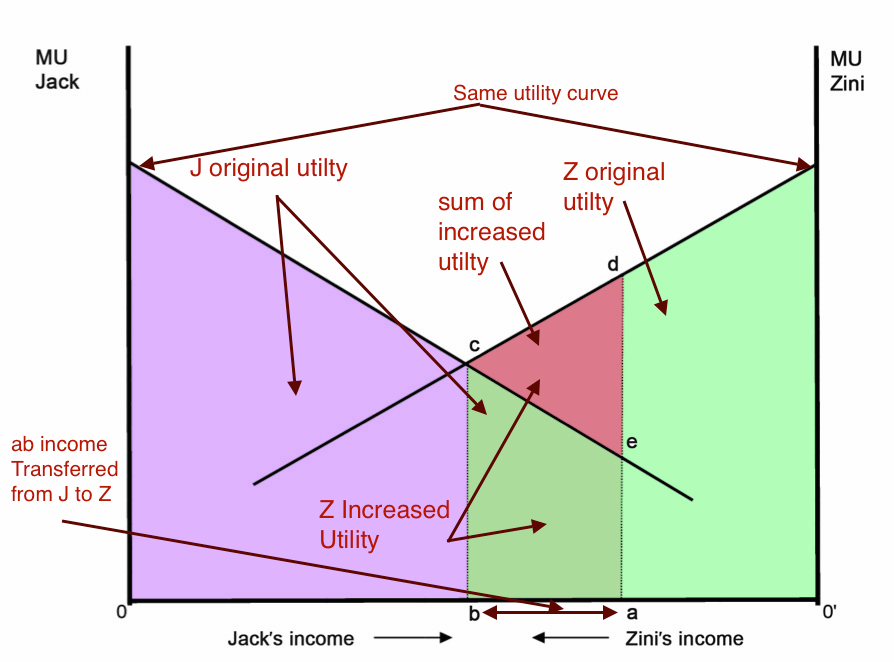 MU
Jack
MU
Zini
Same utility curve
J original utilty
Z original
utilty
sum of
increased
utilty
d
c
e
ab income
Transferred
from J to Z
Z Increased
Utility
0
b
a
0'
Jack's income
Zini's income